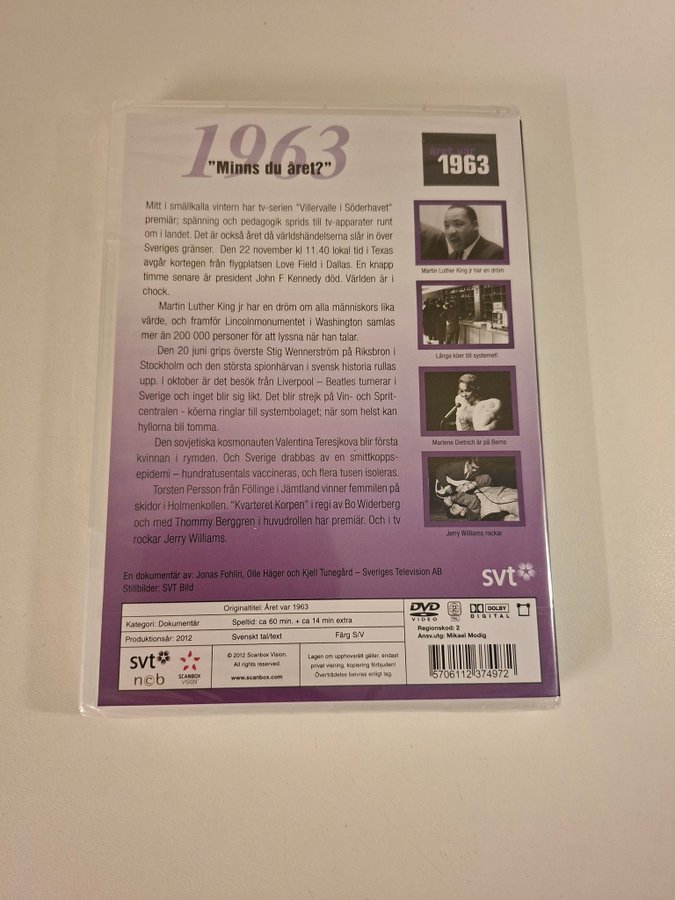 1963
"Minns du året?"
året var
1963
Mitt i smällkalla vintern har tv-serien "Villervalle i Söderhavet"
premiär; spänning och pedagogik sprids till tv-apparater runt
om i landet. Det är också året då världshändelserna slår in över
Sveriges gränser. Den 22 november kl 11.40 lokal tid i Texas
avgår kortegen från flygplatsen Love Field i Dallas. En knapp
timme senare är president John F Kennedy död. Världen är i
chock.
Martin Luther King jr har en dröm om alla människors lika
värde, och framför Lincolnmonumentet i Washington samlas
mer än 200 000 personer för att lyssna när han talar.
Den 20 juni grips överste Stig Wennerström på Riksbron i
Stockholm och den största spionhärvan i svensk historia rullas
upp. I oktober är det besök från Liverpool – Beatles turnerar i
Sverige och inget blir sig likt. Det blir strejk på Vin- och Sprit-
centralen - köerna ringlar till systembolaget; när som helst kan
hyllorna bli tomma.
Den sovjetiska kosmonauten ValentinaTeresjkova blir första
kvinnan i rymden. Och Sverige drabbas av en smittkopps-
epidemi – hundratusentals vaccineras, och flera tusen isoleras.
Torsten Persson från Föllinge i Jämtland vinner femmilen på
skidor i Holmenkollen. "Kvarteret Korpen" i regi av Bo Widerberg
och med Thommy Berggren i huvudrollen har premiär. Och i tv
rockar Jerry Williams.
Martin Luther King jr har en dröm
Långa köer till systemet!
Marlene Dietrich är på Berns
Jerry Williams rockar
En dokumentär av: Jonas Fohlin, Olle Häger och Kjell Tunegård – Sveriges Television AB
Stillbilder: SVT Bild
svt
Originaltitel: Året var 1963
Kategori: Dokumentär
Speltid: ca 60 min. + ca 14 min extra
Produktionsår: 2012
Svenskt tal/text
Färg S/V
svt
ncb
SCANBOX
VISION
© 2012 Scanbox Vision.
All rights reserved.
www.scanbox.com
Lagen om upphovsrätt gäller, endast
privat visning, kopiering förbjuden!
Överträdelse beivras enligt lag.
DVD
VIDEO
2
DOLBY
DIGITAL
Regionskod: 2
Ansv.utg: Mikael Modig
5706112 374972